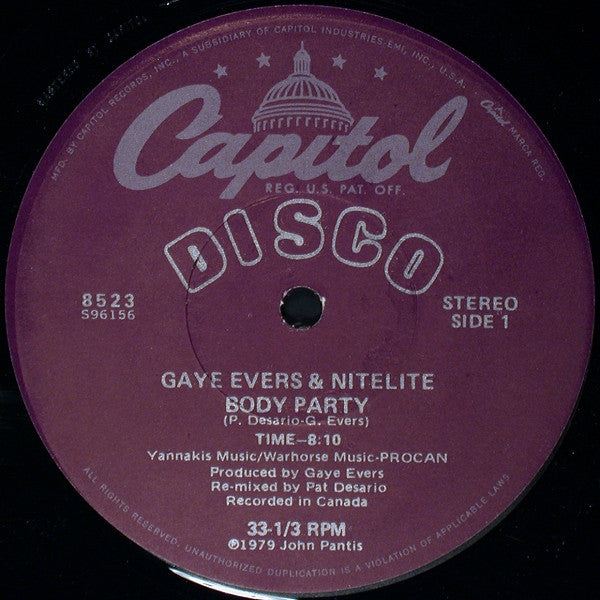 MFD. BY CAPITOL RECORDS, INC., A SUBSIDIARY OF CAPITOL INDUSTRIES-EMI, INC., U.S.A.
Capitol MARCA REG.
Capitol
REG. U.S. PAT. OFF.
DISCO
8523
S96156
STEREO
SIDE 1
GAYE EVERS & NITELITE
BODY PARTY
(P. Desario-G. Evers)
TIME–8:10
Yannakis Music/Warhorse Music-PROCAN
Produced by Gaye Evers
Re-mixed by Pat Desario
Recorded in Canada
33-1/3 RPM
℗1979 John Pantis
ALL RIGHTS RESERVED. UNAUTHORIZED DUPLICATION IS A VIOLATION OF APPLICABLE LAWS